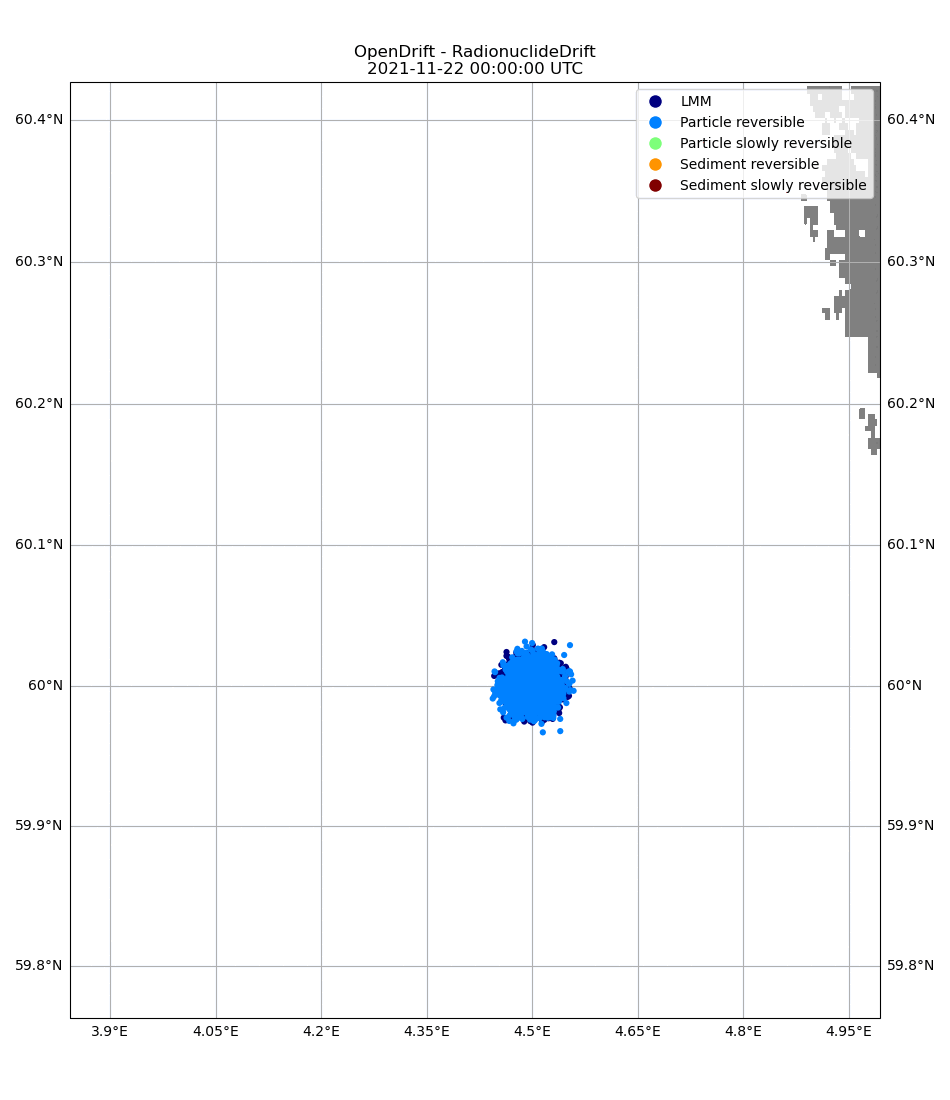 OpenDrift - RadionuclideDrift
2021-11-22 00:00:00 UTC
LMM
Particle reversible
Particle slowly reversible
Sediment reversible
Sediment slowly reversible
60.4°N 60.4°N
60.3°N 60.3°N
60.2°N 60.2°N
60.1°N 60.1°N
60°N 60°N
59.9°N 59.9°N
59.8°N 59.8°N
3.9°E 4.05°E 4.2°E 4.35°E 4.5°E 4.65°E 4.8°E 4.95°E